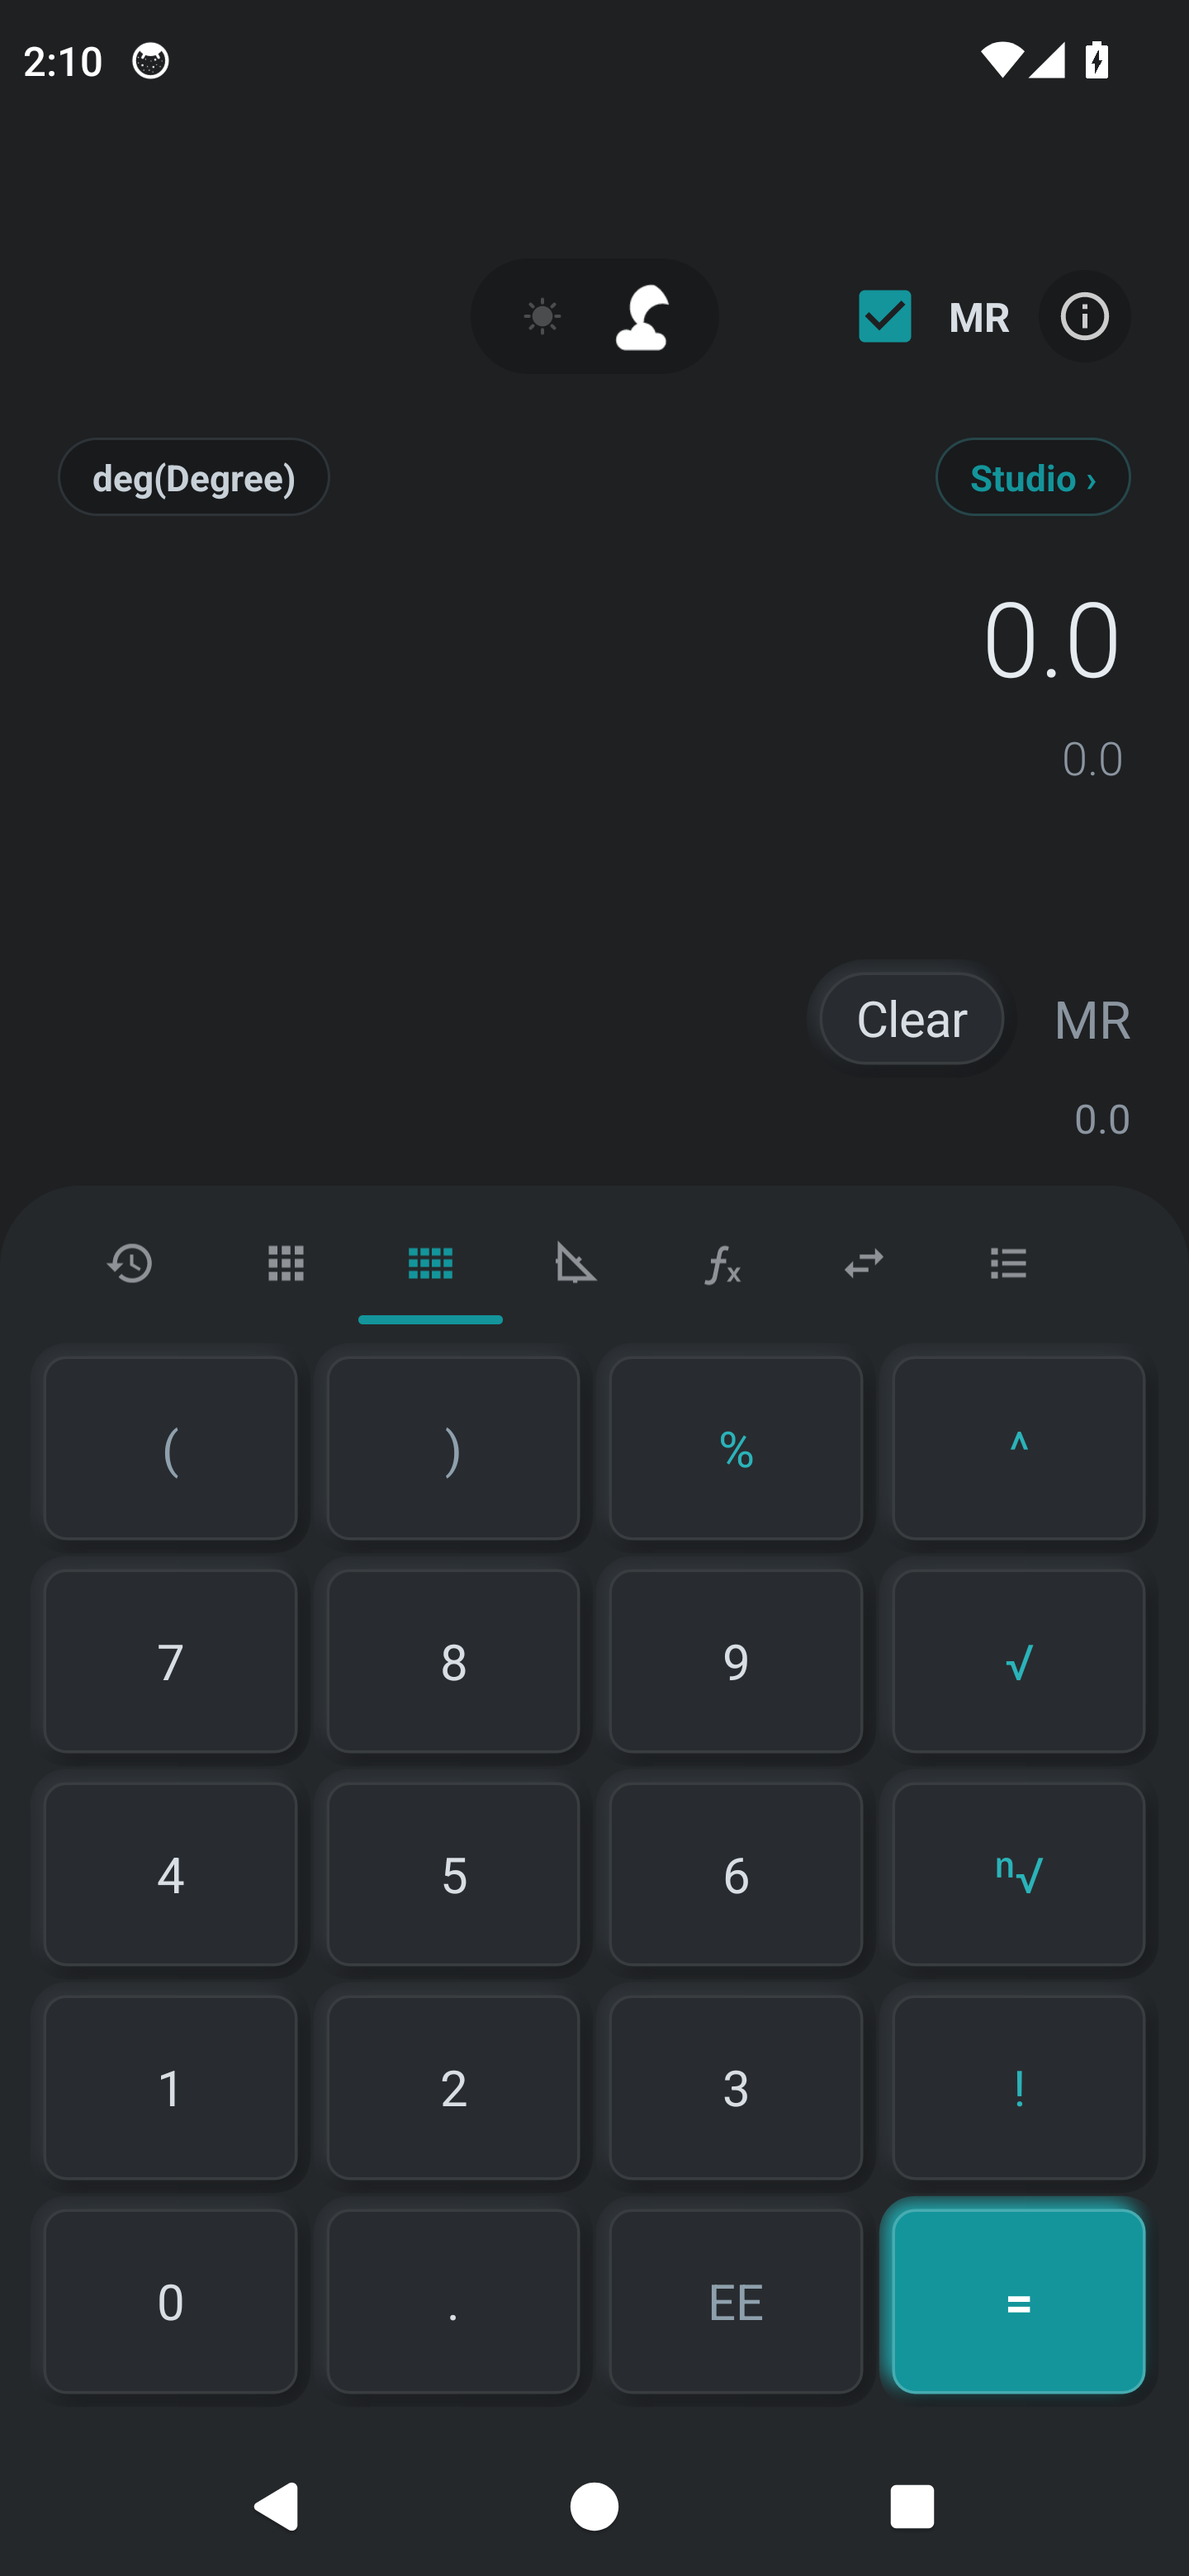 2:10
MR
deg(Degree)
Studio ›
0.0
0.0
Clear MR
0.0
fx
( ) % ^
7 8 9 √
4 5 6 ⁿ√
1 2 3 !
0 . EE =